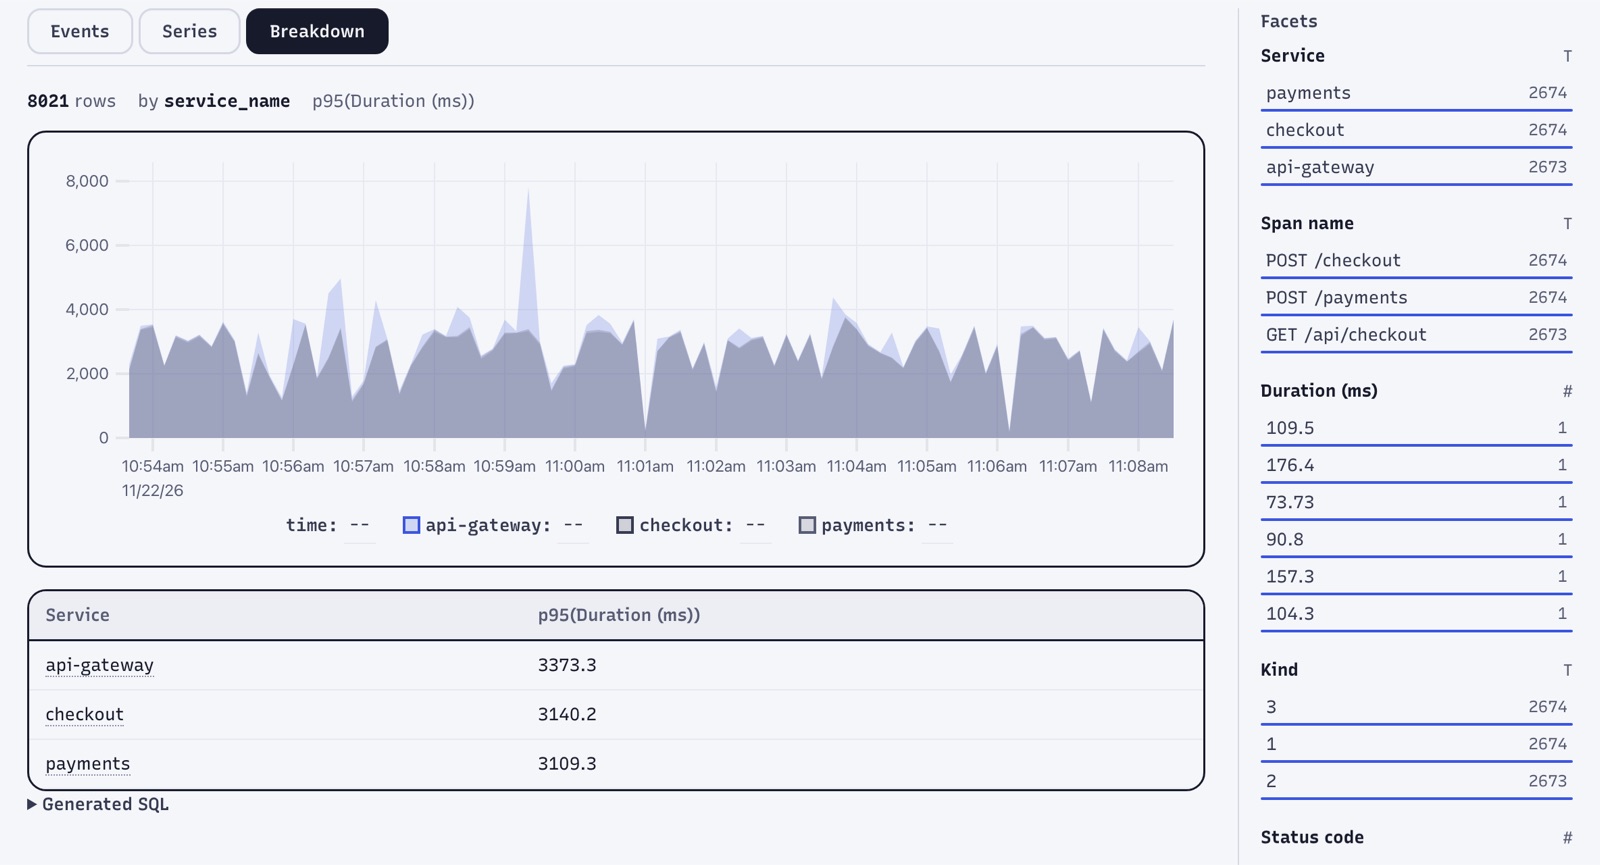 Events Series Breakdown
8021 rows by service_name p95(Duration (ms))
8,000
6,000
4,000
2,000
0
10:54am 10:55am 10:56am 10:57am 10:58am 10:59am 11:00am 11:01am 11:02am 11:03am 11:04am 11:05am 11:06am 11:07am 11:08am
11/22/26
time: -- api-gateway: -- checkout: -- payments: --
Service p95(Duration (ms))
api-gateway 3373.3
checkout 3140.2
payments 3109.3
Generated SQL
Facets
Service T
payments 2674
checkout 2674
api-gateway 2673
Span name T
POST /checkout 2674
POST /payments 2674
GET /api/checkout 2673
Duration (ms) #
109.5 1
176.4 1
73.73 1
90.8 1
157.3 1
104.3 1
Kind T
3 2674
1 2674
2 2673
Status code #